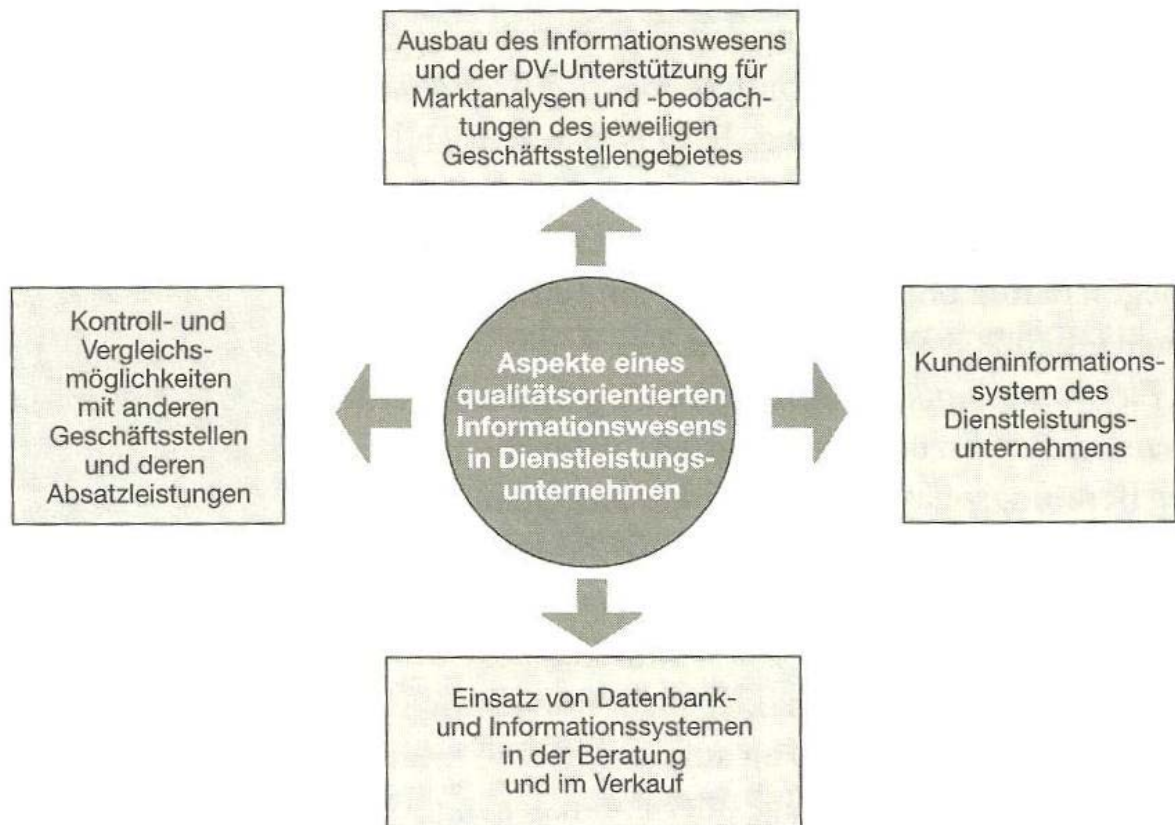 Ausbau des Informationswesens
und der DV-Unterstützung für
Marktanalysen und -beobach-
tungen des jeweiligen
Geschäftsstellengebietes
Kontroll- und
Vergleichs-
möglichkeiten
mit anderen
Geschäftsstellen
und deren
Absatzleistungen
Aspekte eines
qualitätsorientierten
Informationswesens
in Dienstleistungs-
unternehmen
Kundeninformations-
system des
Dienstleistungs-
unternehmens
Einsatz von Datenbank-
und Informationssystemen
in der Beratung
und im Verkauf